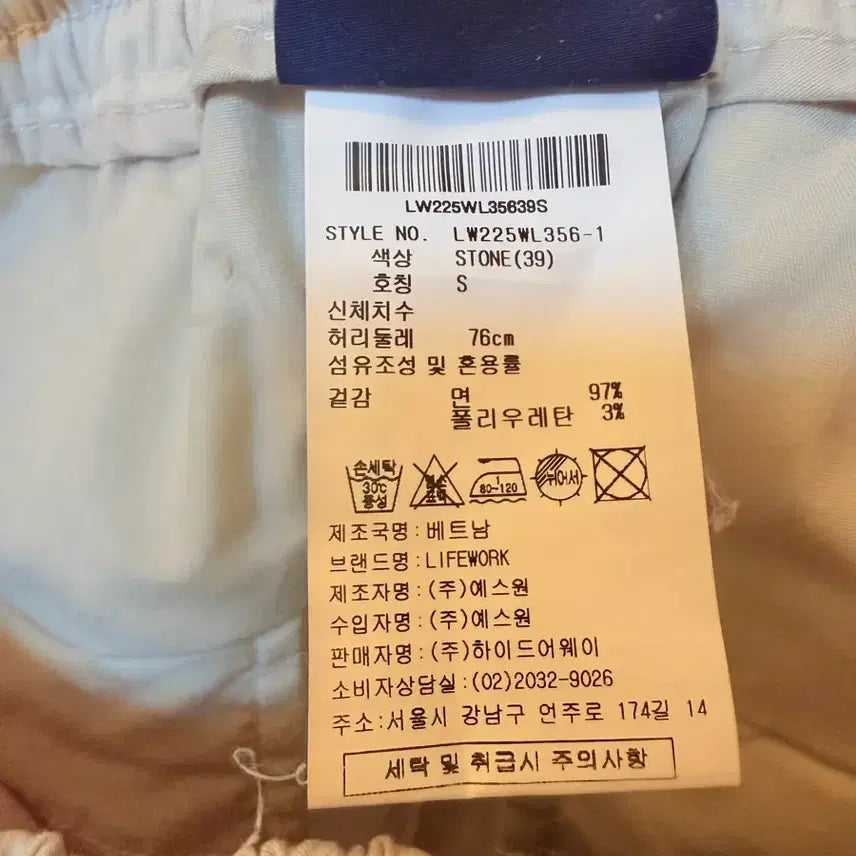 LW225WL35639S
STYLE NO. LW225WL356-1
색상 STONE(39)
호칭 S
신체치수
허리둘레 76cm
섬유조성 및 혼용률
겉감 면 97%
폴리우레탄 3%
손세탁 30℃ 중성 1 80~120 뉘어서
제조국명:베트남
브랜드명:LIFEWORK
제조자명:(주)예스원
수입자명:(주)예스원
판매자명:(주)하이드어웨이
소비자상담실:(02)2032-9026
주소:서울시 강남구 언주로 174길 14
세탁 및 취급시 주의사항